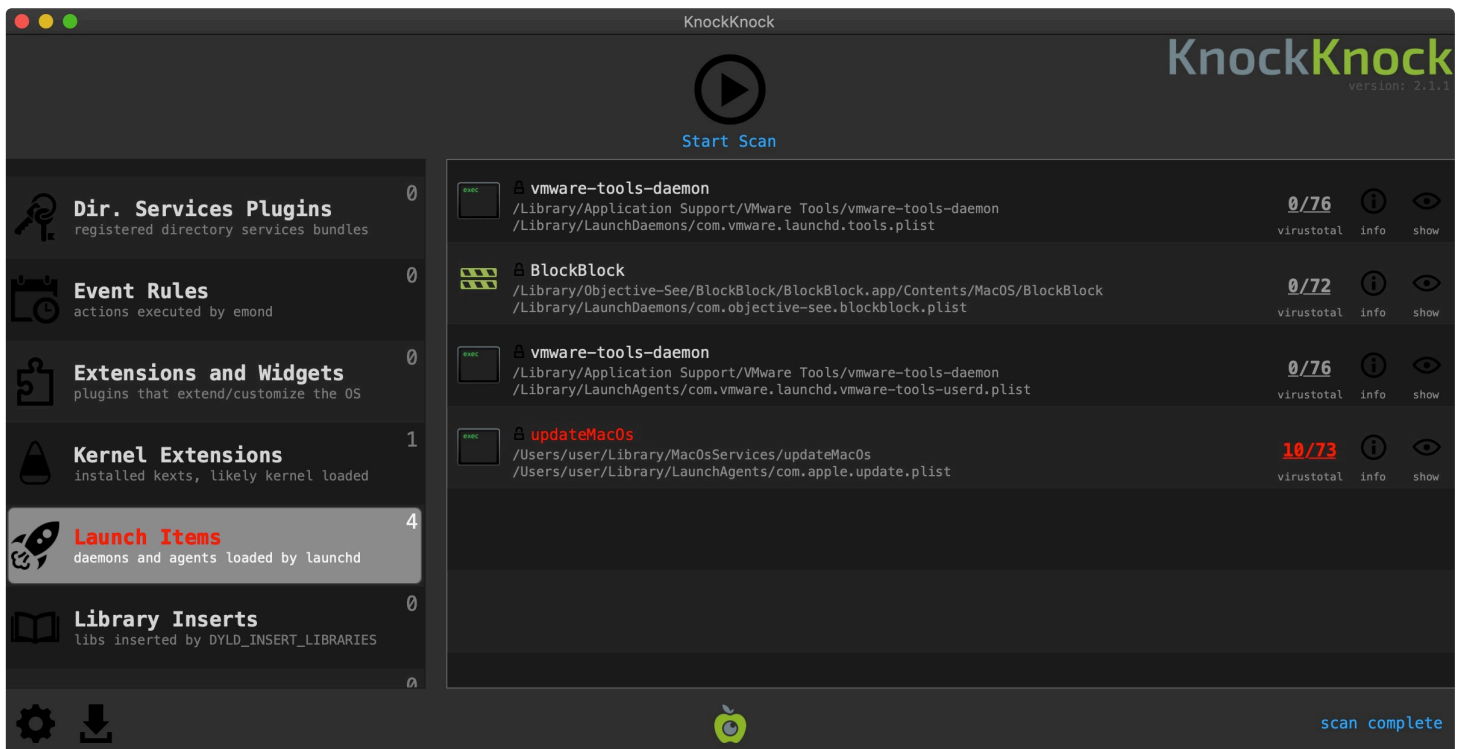 KnockKnock
KnockKnock
version: 2.1.1
Start Scan
Dir. Services Plugins
0
registered directory services bundles
Event Rules
0
actions executed by emond
Extensions and Widgets
0
plugins that extend/customize the OS
Kernel Extensions
1
installed kexts, likely kernel loaded
Launch Items
4
daemons and agents loaded by launchd
Library Inserts
0
libs inserted by DYLD_INSERT_LIBRARIES
0
exec
vmware-tools-daemon
/Library/Application Support/VMware Tools/vmware-tools-daemon
/Library/LaunchDaemons/com.vmware.launchd.tools.plist
0/76
virustotal info show
BlockBlock
/Library/Objective-See/BlockBlock/BlockBlock.app/Contents/MacOS/BlockBlock
/Library/LaunchDaemons/com.objective-see.blockblock.plist
0/72
virustotal info show
exec
vmware-tools-daemon
/Library/Application Support/VMware Tools/vmware-tools-daemon
/Library/LaunchAgents/com.vmware.launchd.vmware-tools-userd.plist
0/76
virustotal info show
exec
updateMacOs
/Users/user/Library/MacOsServices/updateMacOs
/Users/user/Library/LaunchAgents/com.apple.update.plist
10/73
virustotal info show
scan complete